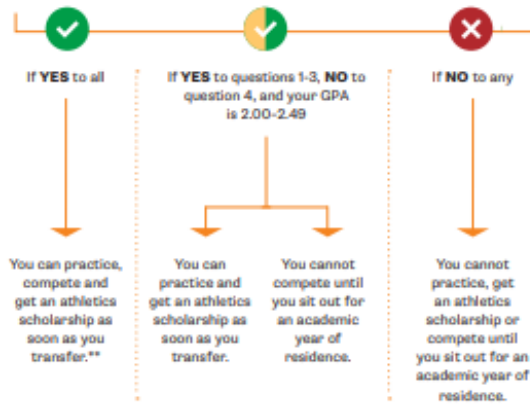 If YES to all
If YES to questions 1-3, NO to
question 4, and your GPA
is 2.00-2.49
If NO to any
You can practice,
compete and
get an athletics
scholarship as
soon as you
transfer.**
You can
practice and
get an athletics
scholarship as
soon as you
transfer.
You cannot
compete until
you sit out for
an academic
year of
residence.
You cannot
practice, get
an athletics
scholarship or
compete until
you sit out for an
academic year of
residence.